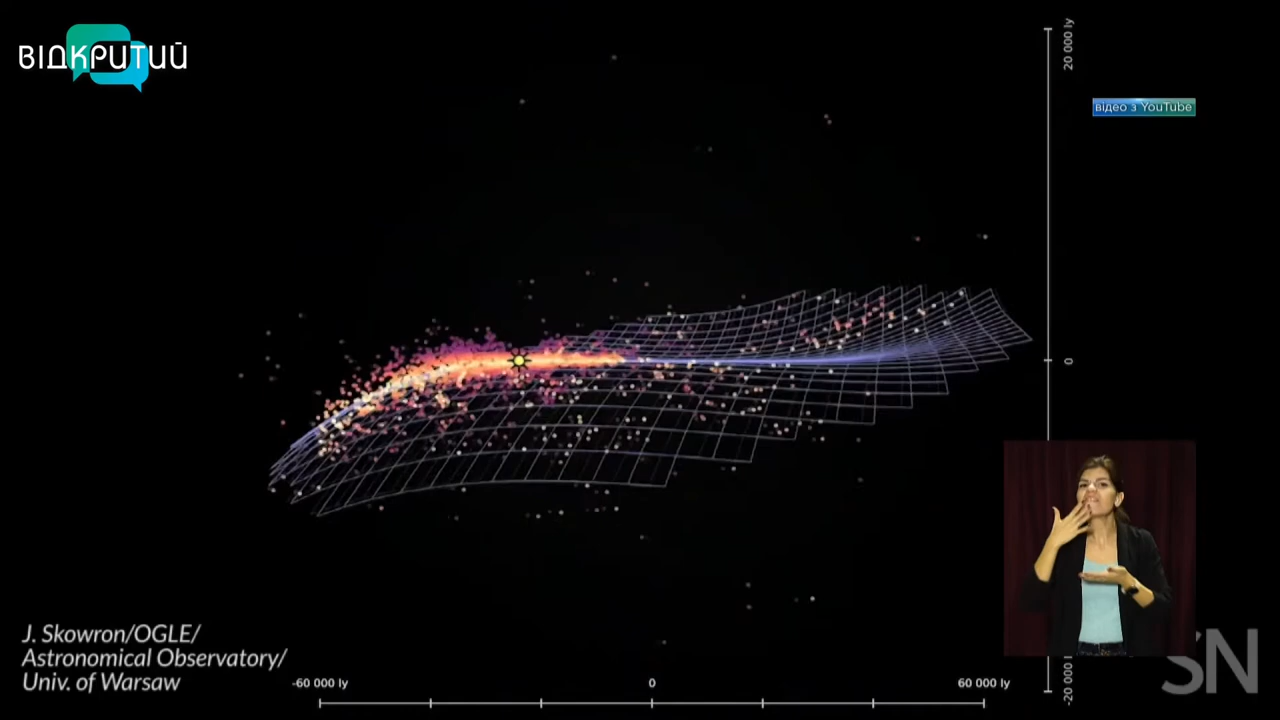 ВІДКРИТИЙ
20 000 ly
відео з YouTube
0
J. Skowron/OGLE/
Astronomical Observatory/
Univ. of Warsaw
-60 000 ly
0
60 000 ly
-20 000 ly
SN